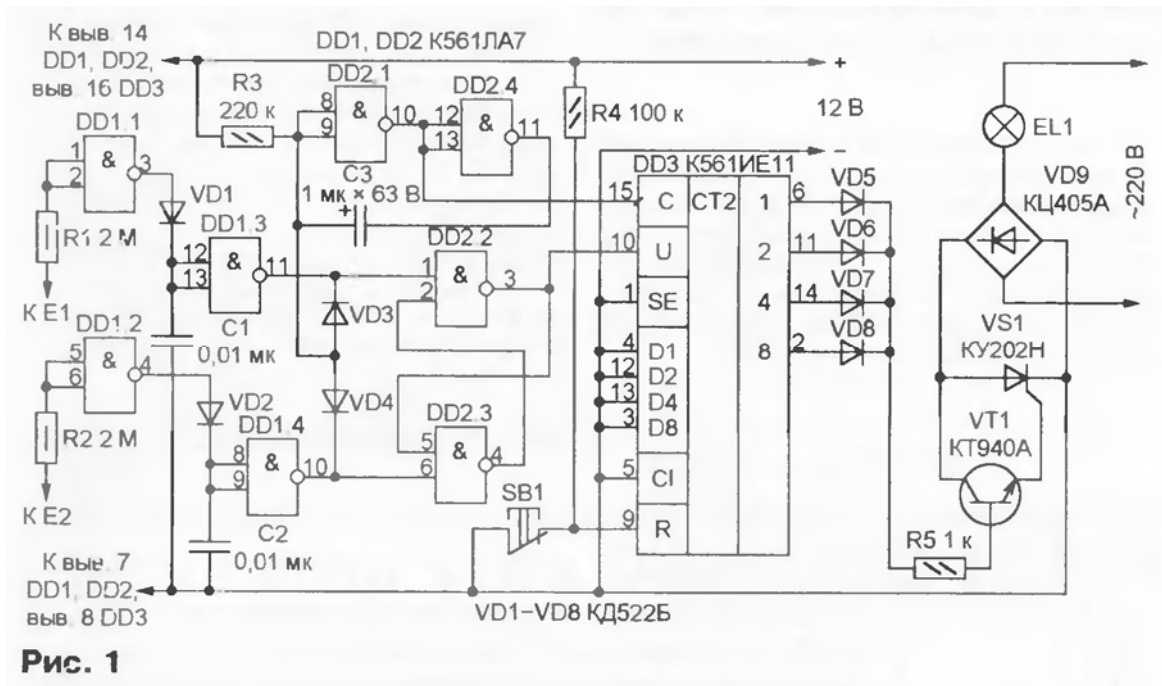 К выв. 14
DD1, DD2,
выв. 16 DD3
DD1, DD2 К561ЛА7
+
12 В
-
R3
220 к
DD2.1
8
9
&
10
DD2.4
12
13
&
11
R4 100 к
EL1
~220 В
VD9
КЦ405А
DD1.1
1
2
&
3
R1 2 М
К Е1
VD1
C3
1 мк × 63 В
+
DD1.3
12
13
&
11
C1
0,01 мк
DD2.2
1
2
&
3
DD3 К561ИЕ11
15
C
CT2
1
6
VD5
10
U
2
11
VD6
1
SE
4
14
VD7
4
D1
8
2
VD8
12
D2
13
D4
3
D8
5
CI
9
R
VS1
КУ202Н
VT1
КТ940А
R5 1 к
DD1.2
5
6
&
4
R2 2 М
К Е2
VD2
VD3
VD4
DD1.4
8
9
&
10
C2
0,01 мк
DD2.3
5
6
&
4
SB1
К выв. 7
DD1, DD2,
выв. 8 DD3
VD1–VD8 КД522Б
Рис. 1